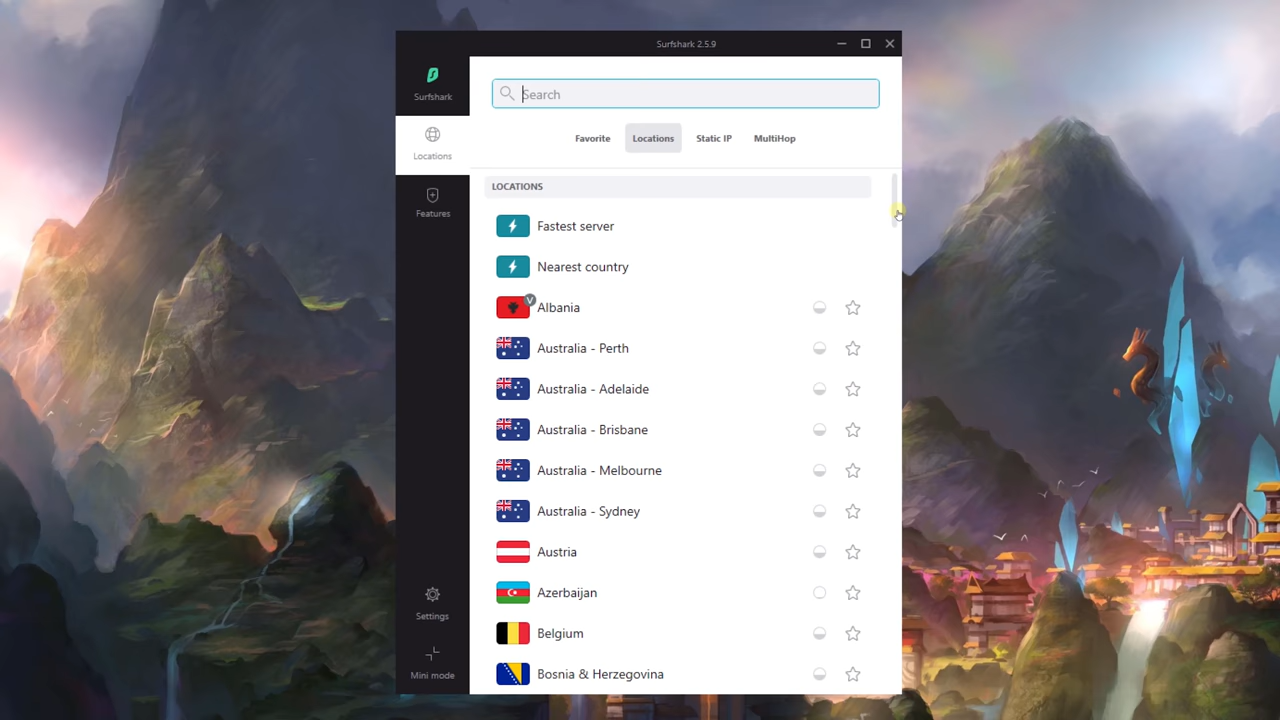 Surfshark 2.5.9
Surfshark
Locations
Features
Settings
Mini mode
Search
Favorite Locations Static IP MultiHop
LOCATIONS
Fastest server
Nearest country
V
Albania
Australia - Perth
Australia - Adelaide
Australia - Brisbane
Australia - Melbourne
Australia - Sydney
Austria
Azerbaijan
Belgium
Bosnia & Herzegovina